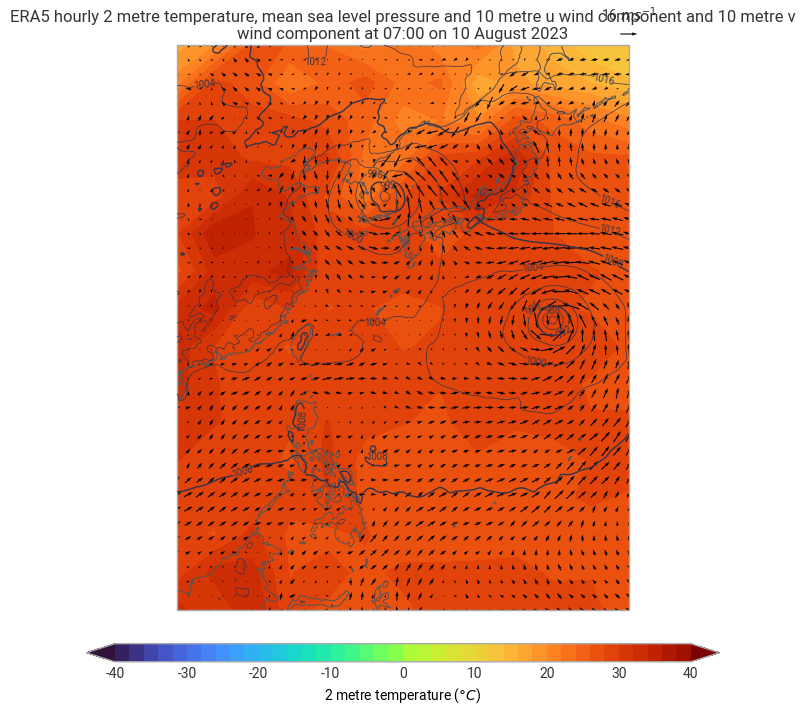 ERA5 hourly 2 metre temperature, mean sea level pressure and 10 metre u wind component and 10 metre v
16 ms⁻¹
wind component at 07:00 on 10 August 2023
1012
1004
1016
996
1016
1000
1012
1008
1004
1004
1000
1008
1008
1008
-40 -30 -20 -10 0 10 20 30 40
2 metre temperature (°C)